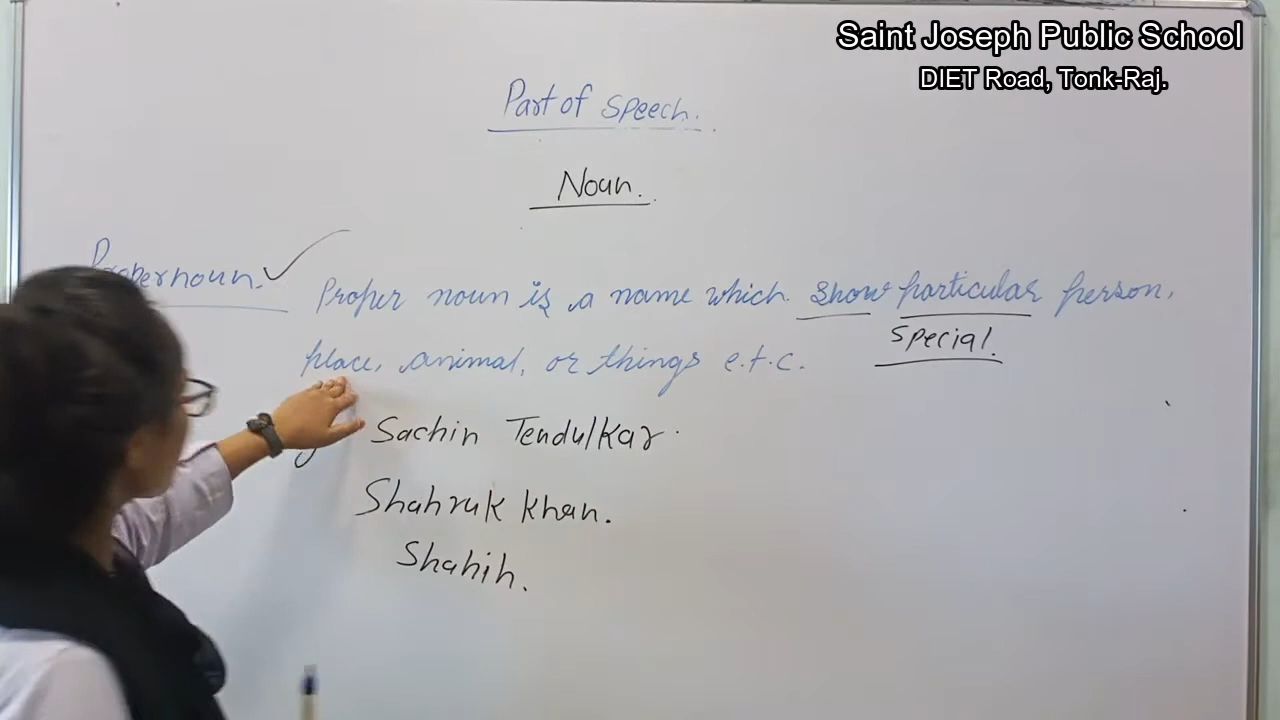 Saint Joseph Public School
DIET Road, Tonk-Raj.
Part of Speech.
Noun.
Proper noun.
Proper noun is a name which show particular person,
special.
place, animal, or things e.t.c.
Sachin Tendulkar.
Shahruk Khan.